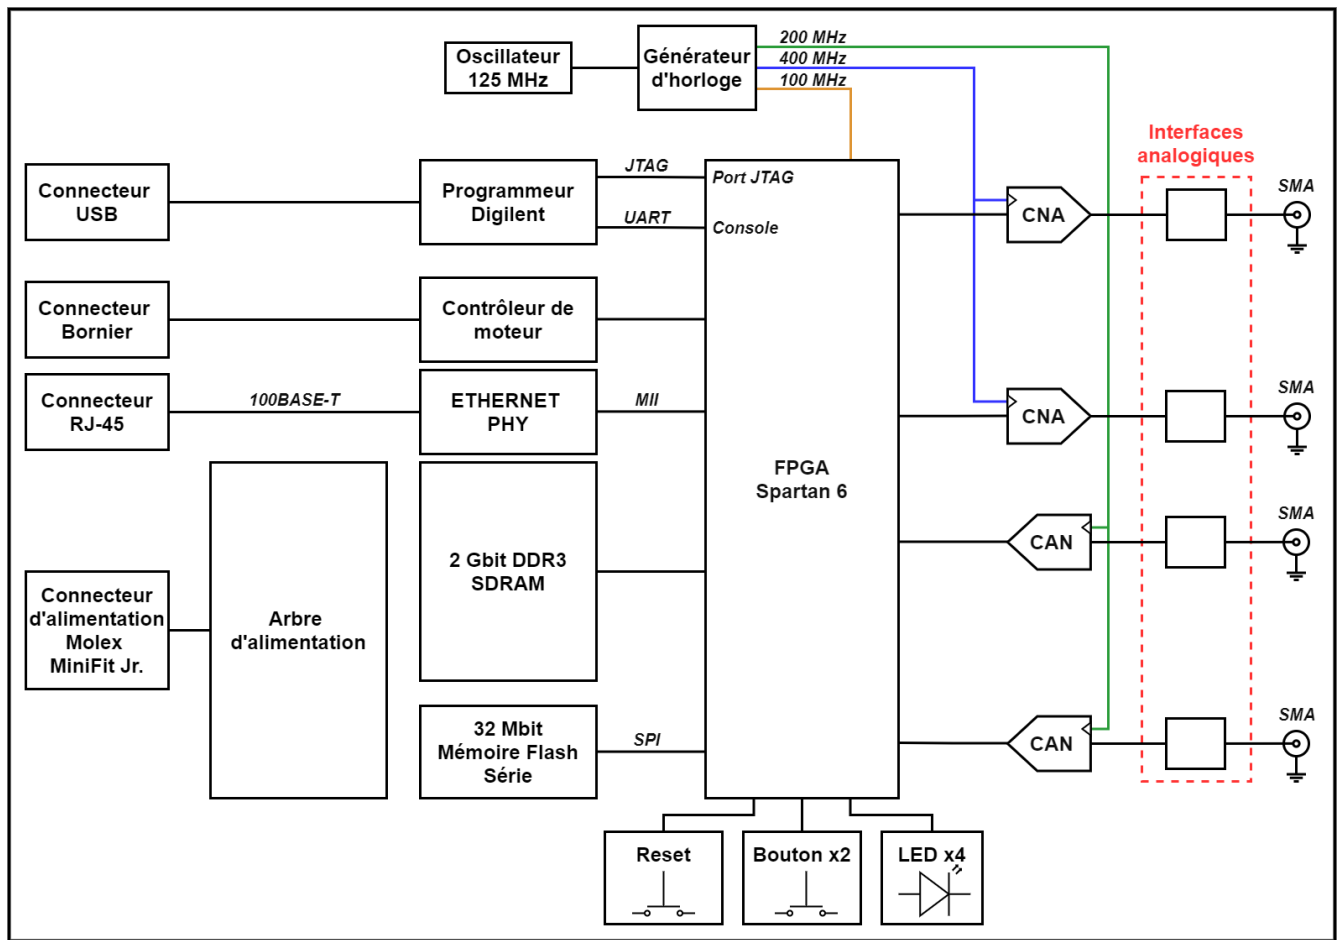 Oscillateur
125 MHz
Générateur
d'horloge
200 MHz
400 MHz
100 MHz
Interfaces
analogiques
Connecteur
USB
Programmeur
Digilent
JTAG
UART
Port JTAG
Console
CNA
SMA
Connecteur
Bornier
Contrôleur de
moteur
Connecteur
RJ-45
100BASE-T
ETHERNET
PHY
MII
CNA
SMA
FPGA
Spartan 6
Connecteur
d'alimentation
Molex
MiniFit Jr.
Arbre
d'alimentation
2 Gbit DDR3
SDRAM
CAN
SMA
32 Mbit
Mémoire Flash
Série
SPI
CAN
SMA
Reset
Bouton x2
LED x4